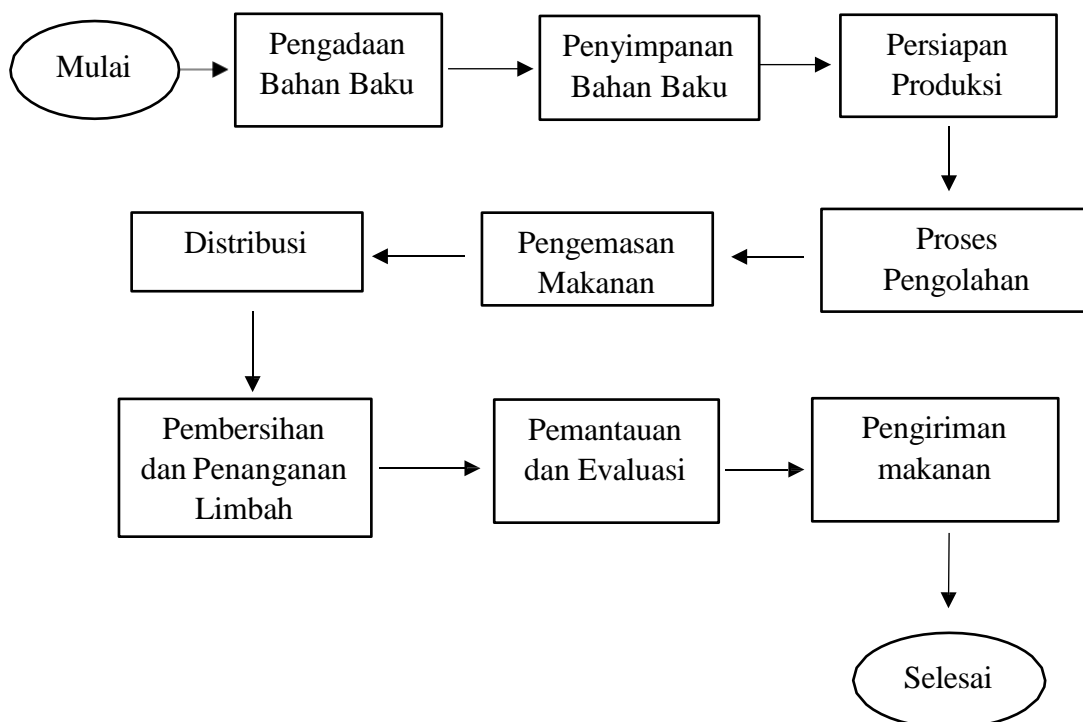 Mulai
Pengadaan
Bahan Baku
Penyimpanan
Bahan Baku
Persiapan
Produksi
Proses
Pengolahan
Pengemasan
Makanan
Distribusi
Pembersihan
dan Penanganan
Limbah
Pemantauan
dan Evaluasi
Pengiriman
makanan
Selesai